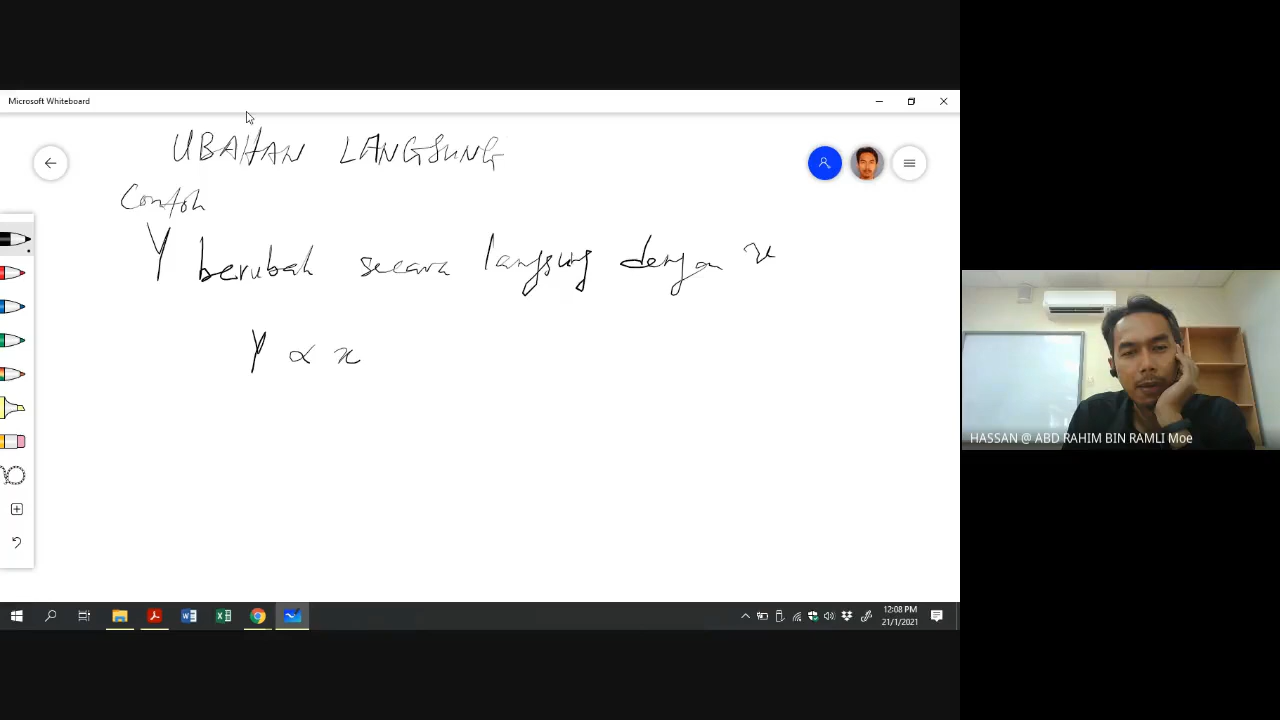 Microsoft Whiteboard
UBAHAN LANGSUNG
Contoh
Y berubah secara langsung dengan x
Y ∝ x
HASSAN @ ABD RAHIM BIN RAMLI Moe
12:08 PM
21/1/2021